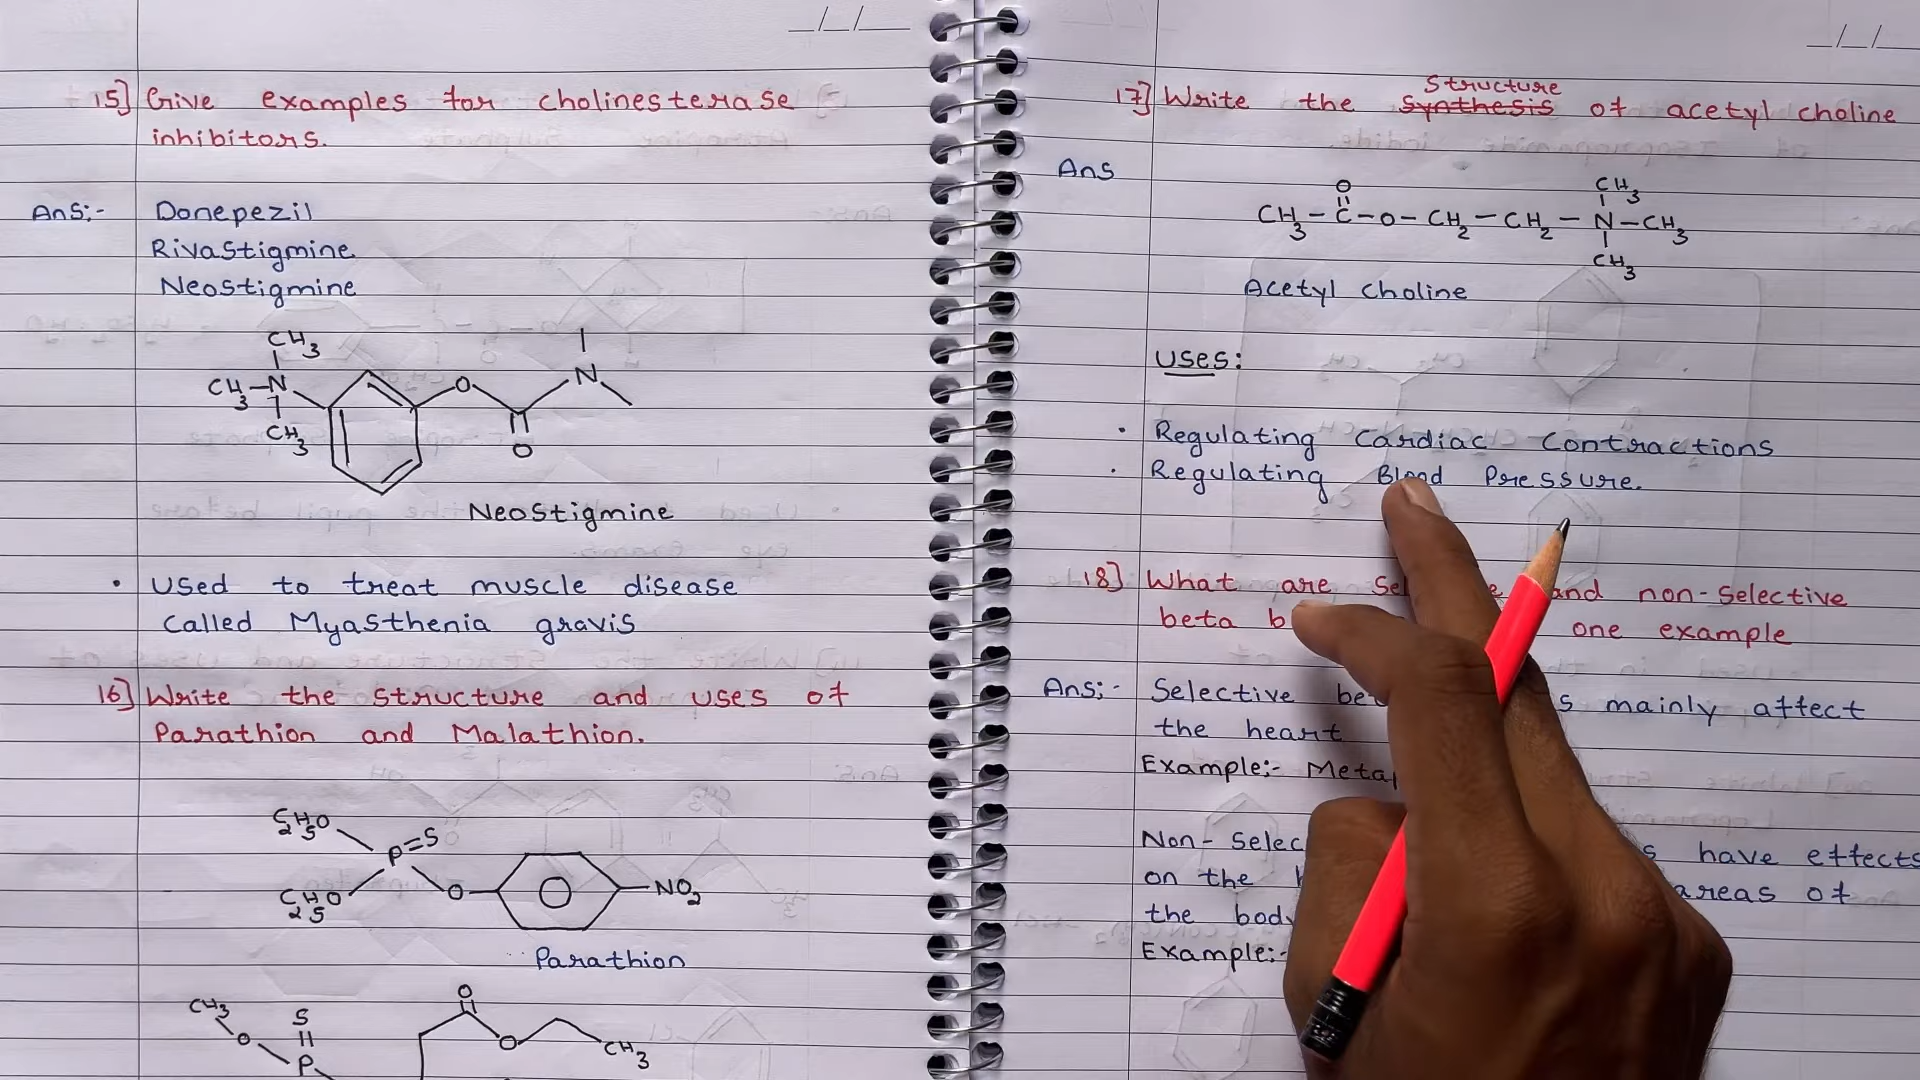 15] Give examples for cholinesterase
inhibitors.
Ans:- Donepezil
Rivastigmine
Neostigmine
CH3
CH3-N
CH3
O
N
O
Neostigmine
• Used to treat muscle disease
called Myasthenia gravis
16] Write the structure and uses of
Parathion and Malathion.
C2H5O
P=S
C2H5O
O
NO2
Parathion
CH3
O
S
P
O
O
CH3
17] Write the structure synthesis of acetyl choline
Ans
O
CH3
CH3-C-O-CH2-CH2-N-CH3
CH3
Acetyl choline
Uses:
• Regulating Cardiac Contractions
• Regulating Blood Pressure.
18] What are and non-selective
beta one example
Ans:- Selective mainly affect
the heart
Example:-
Non- have effects
on the areas of
the body
Example:-